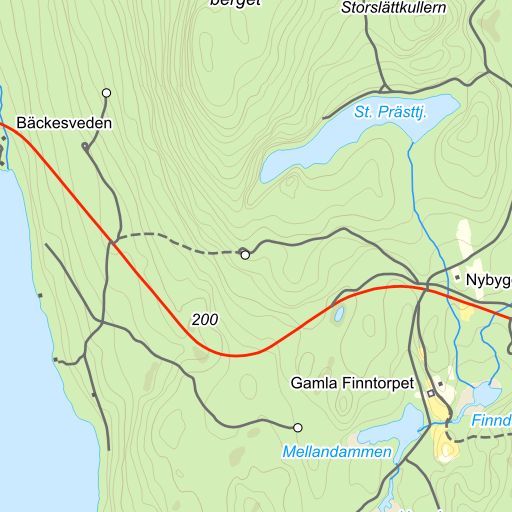 berget
Storslättkullern
St. Prästtj.
Bäckesveden
Nybyg
200
Gamla Finntorpet
Finnd
Mellandammen